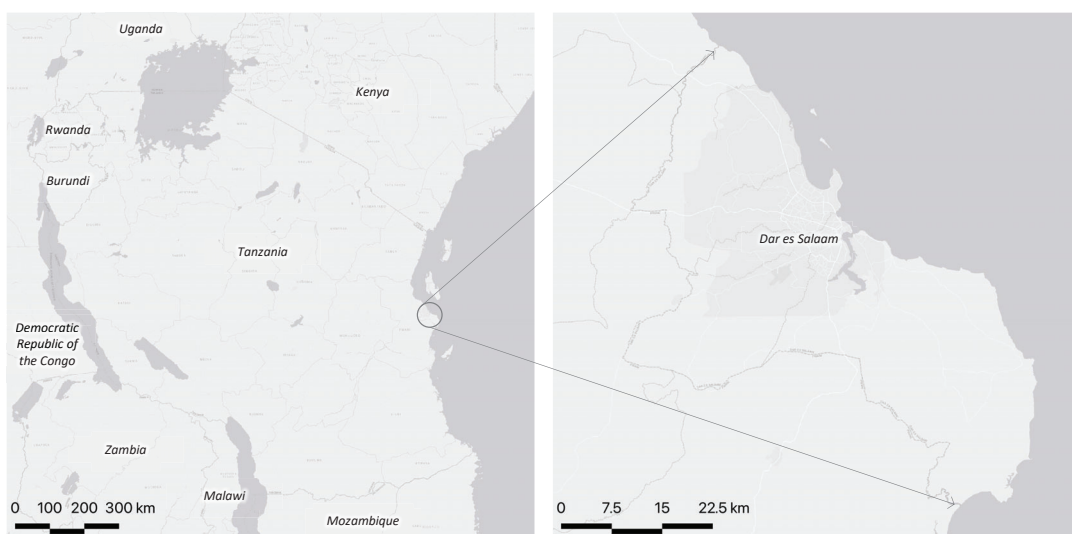 Uganda
Kenya
Rwanda
Burundi
Tanzania
Democratic
Republic of
the Congo
Zambia
Malawi
Mozambique
0 100 200 300 km
Dar es Salaam
0 7.5 15 22.5 km